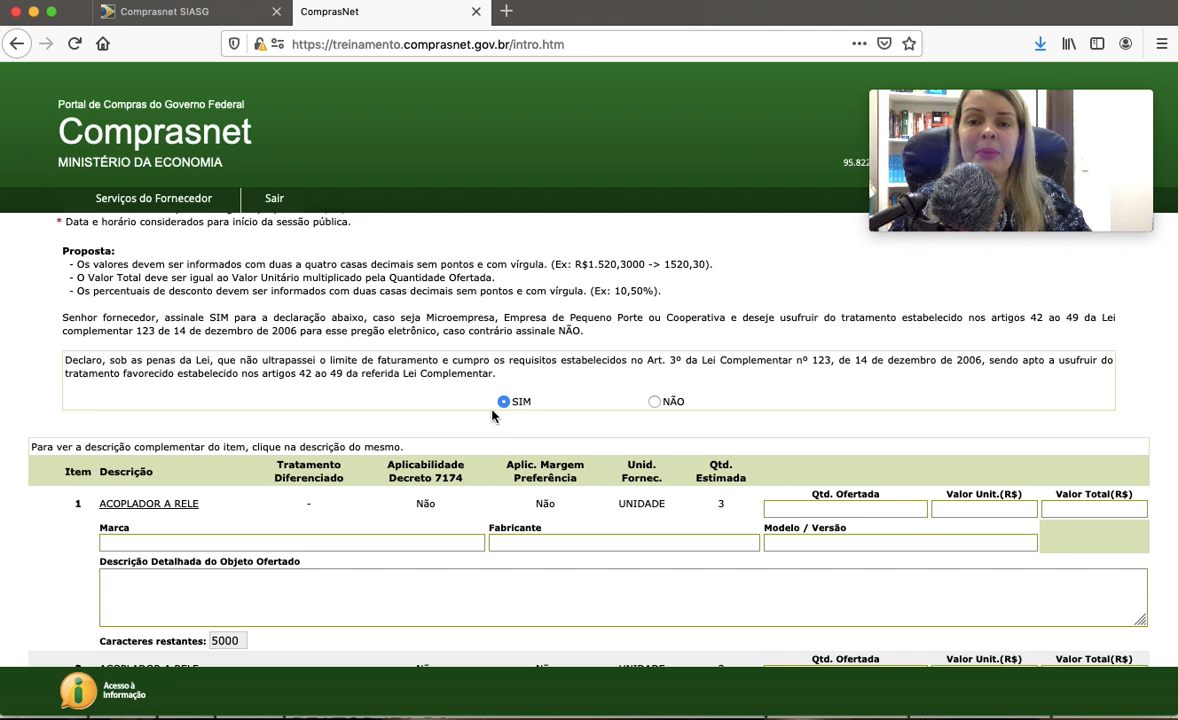 Comprasnet SIASG
ComprasNet
https://treinamento.comprasnet.gov.br/intro.htm
Portal de Compras do Governo Federal
Comprasnet
MINISTÉRIO DA ECONOMIA
95.822
Serviços do Fornecedor
Sair
* Data e horário considerados para início da sessão pública.
Proposta:
- Os valores devem ser informados com duas a quatro casas decimais sem pontos e com vírgula. (Ex: R$1.520,3000 -> 1520,30).
- O Valor Total deve ser igual ao Valor Unitário multiplicado pela Quantidade Ofertada.
- Os percentuais de desconto devem ser informados com duas casas decimais sem pontos e com vírgula. (Ex: 10,50%).
Senhor fornecedor, assinale SIM para a declaração abaixo, caso seja Microempresa, Empresa de Pequeno Porte ou Cooperativa e deseje usufruir do tratamento estabelecido nos artigos 42 ao 49 da Lei
complementar 123 de 14 de dezembro de 2006 para esse pregão eletrônico, caso contrário assinale NÃO.
Declaro, sob as penas da Lei, que não ultrapassei o limite de faturamento e cumpro os requisitos estabelecidos no Art. 3º da Lei Complementar nº 123, de 14 de dezembro de 2006, sendo apto a usufruir do
tratamento favorecido estabelecido nos artigos 42 ao 49 da referida Lei Complementar.
SIM
NÃO
Para ver a descrição complementar do item, clique na descrição do mesmo.
Item Descrição Tratamento Diferenciado Aplicabilidade Decreto 7174 Aplic. Margem Preferência Unid. Fornec. Qtd. Estimada
1 ACOPLADOR A RELE - Não Não UNIDADE 3
Qtd. Ofertada Valor Unit.(R$) Valor Total(R$)
Marca Fabricante Modelo / Versão
Descrição Detalhada do Objeto Ofertado
Caracteres restantes: 5000
Qtd. Ofertada Valor Unit.(R$) Valor Total(R$)
Acesso à
Informação